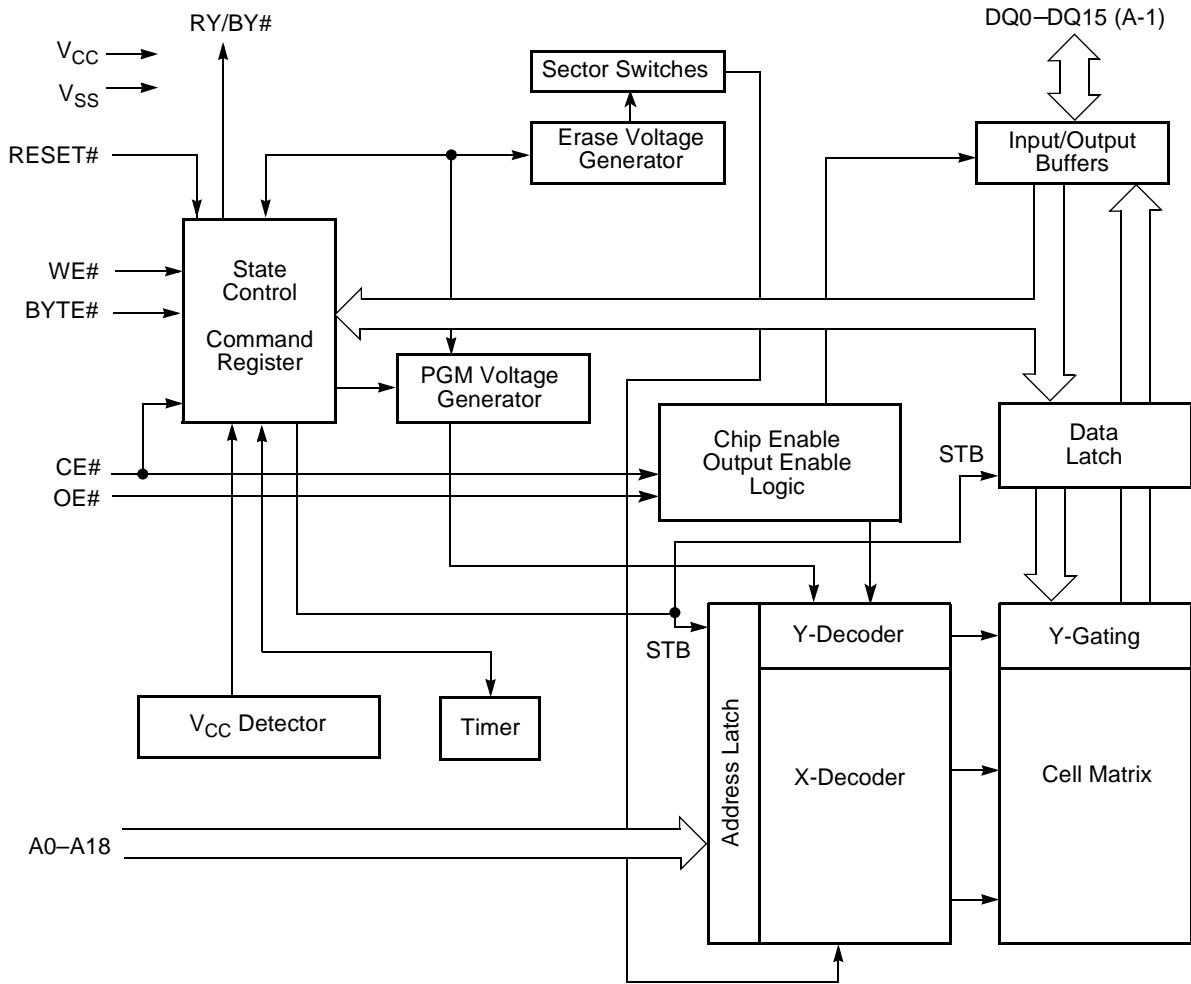 RY/BY#
DQ0–DQ15 (A-1)
VCC
VSS
Sector Switches
Erase Voltage
Generator
Input/Output
Buffers
RESET#
WE#
BYTE#
State
Control
Command
Register
PGM Voltage
Generator
Chip Enable
Output Enable
Logic
Data
Latch
STB
CE#
OE#
STB
Y-Decoder
Y-Gating
VCC Detector
Timer
Address Latch
X-Decoder
Cell Matrix
A0–A18